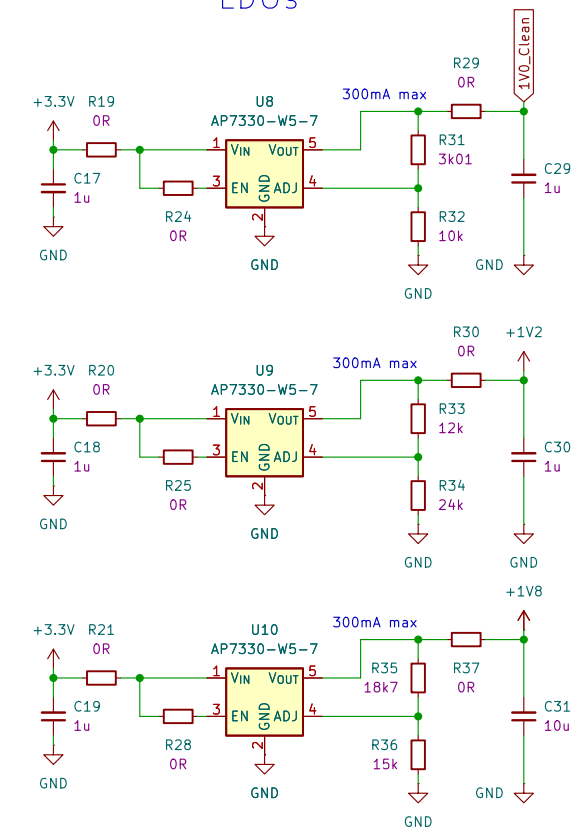 LDOs
1V0_Clean
+3.3V
R19
0R
U8
AP7330-W5-7
300mA max
R29
0R
1 VIN VOUT 5
3 EN GND ADJ 4
2
C17
1u
GND
R24
0R
GND
R31
3k01
R32
10k
GND
C29
1u
GND
+3.3V
R20
0R
U9
AP7330-W5-7
300mA max
R30
0R
+1V2
1 VIN VOUT 5
3 EN GND ADJ 4
2
C18
1u
GND
R25
0R
GND
R33
12k
R34
24k
GND
C30
1u
GND
+3.3V
R21
0R
U10
AP7330-W5-7
300mA max
+1V8
1 VIN VOUT 5
3 EN GND ADJ 4
2
C19
1u
GND
R28
0R
GND
R35
18k7
R37
0R
R36
15k
GND
C31
10u
GND